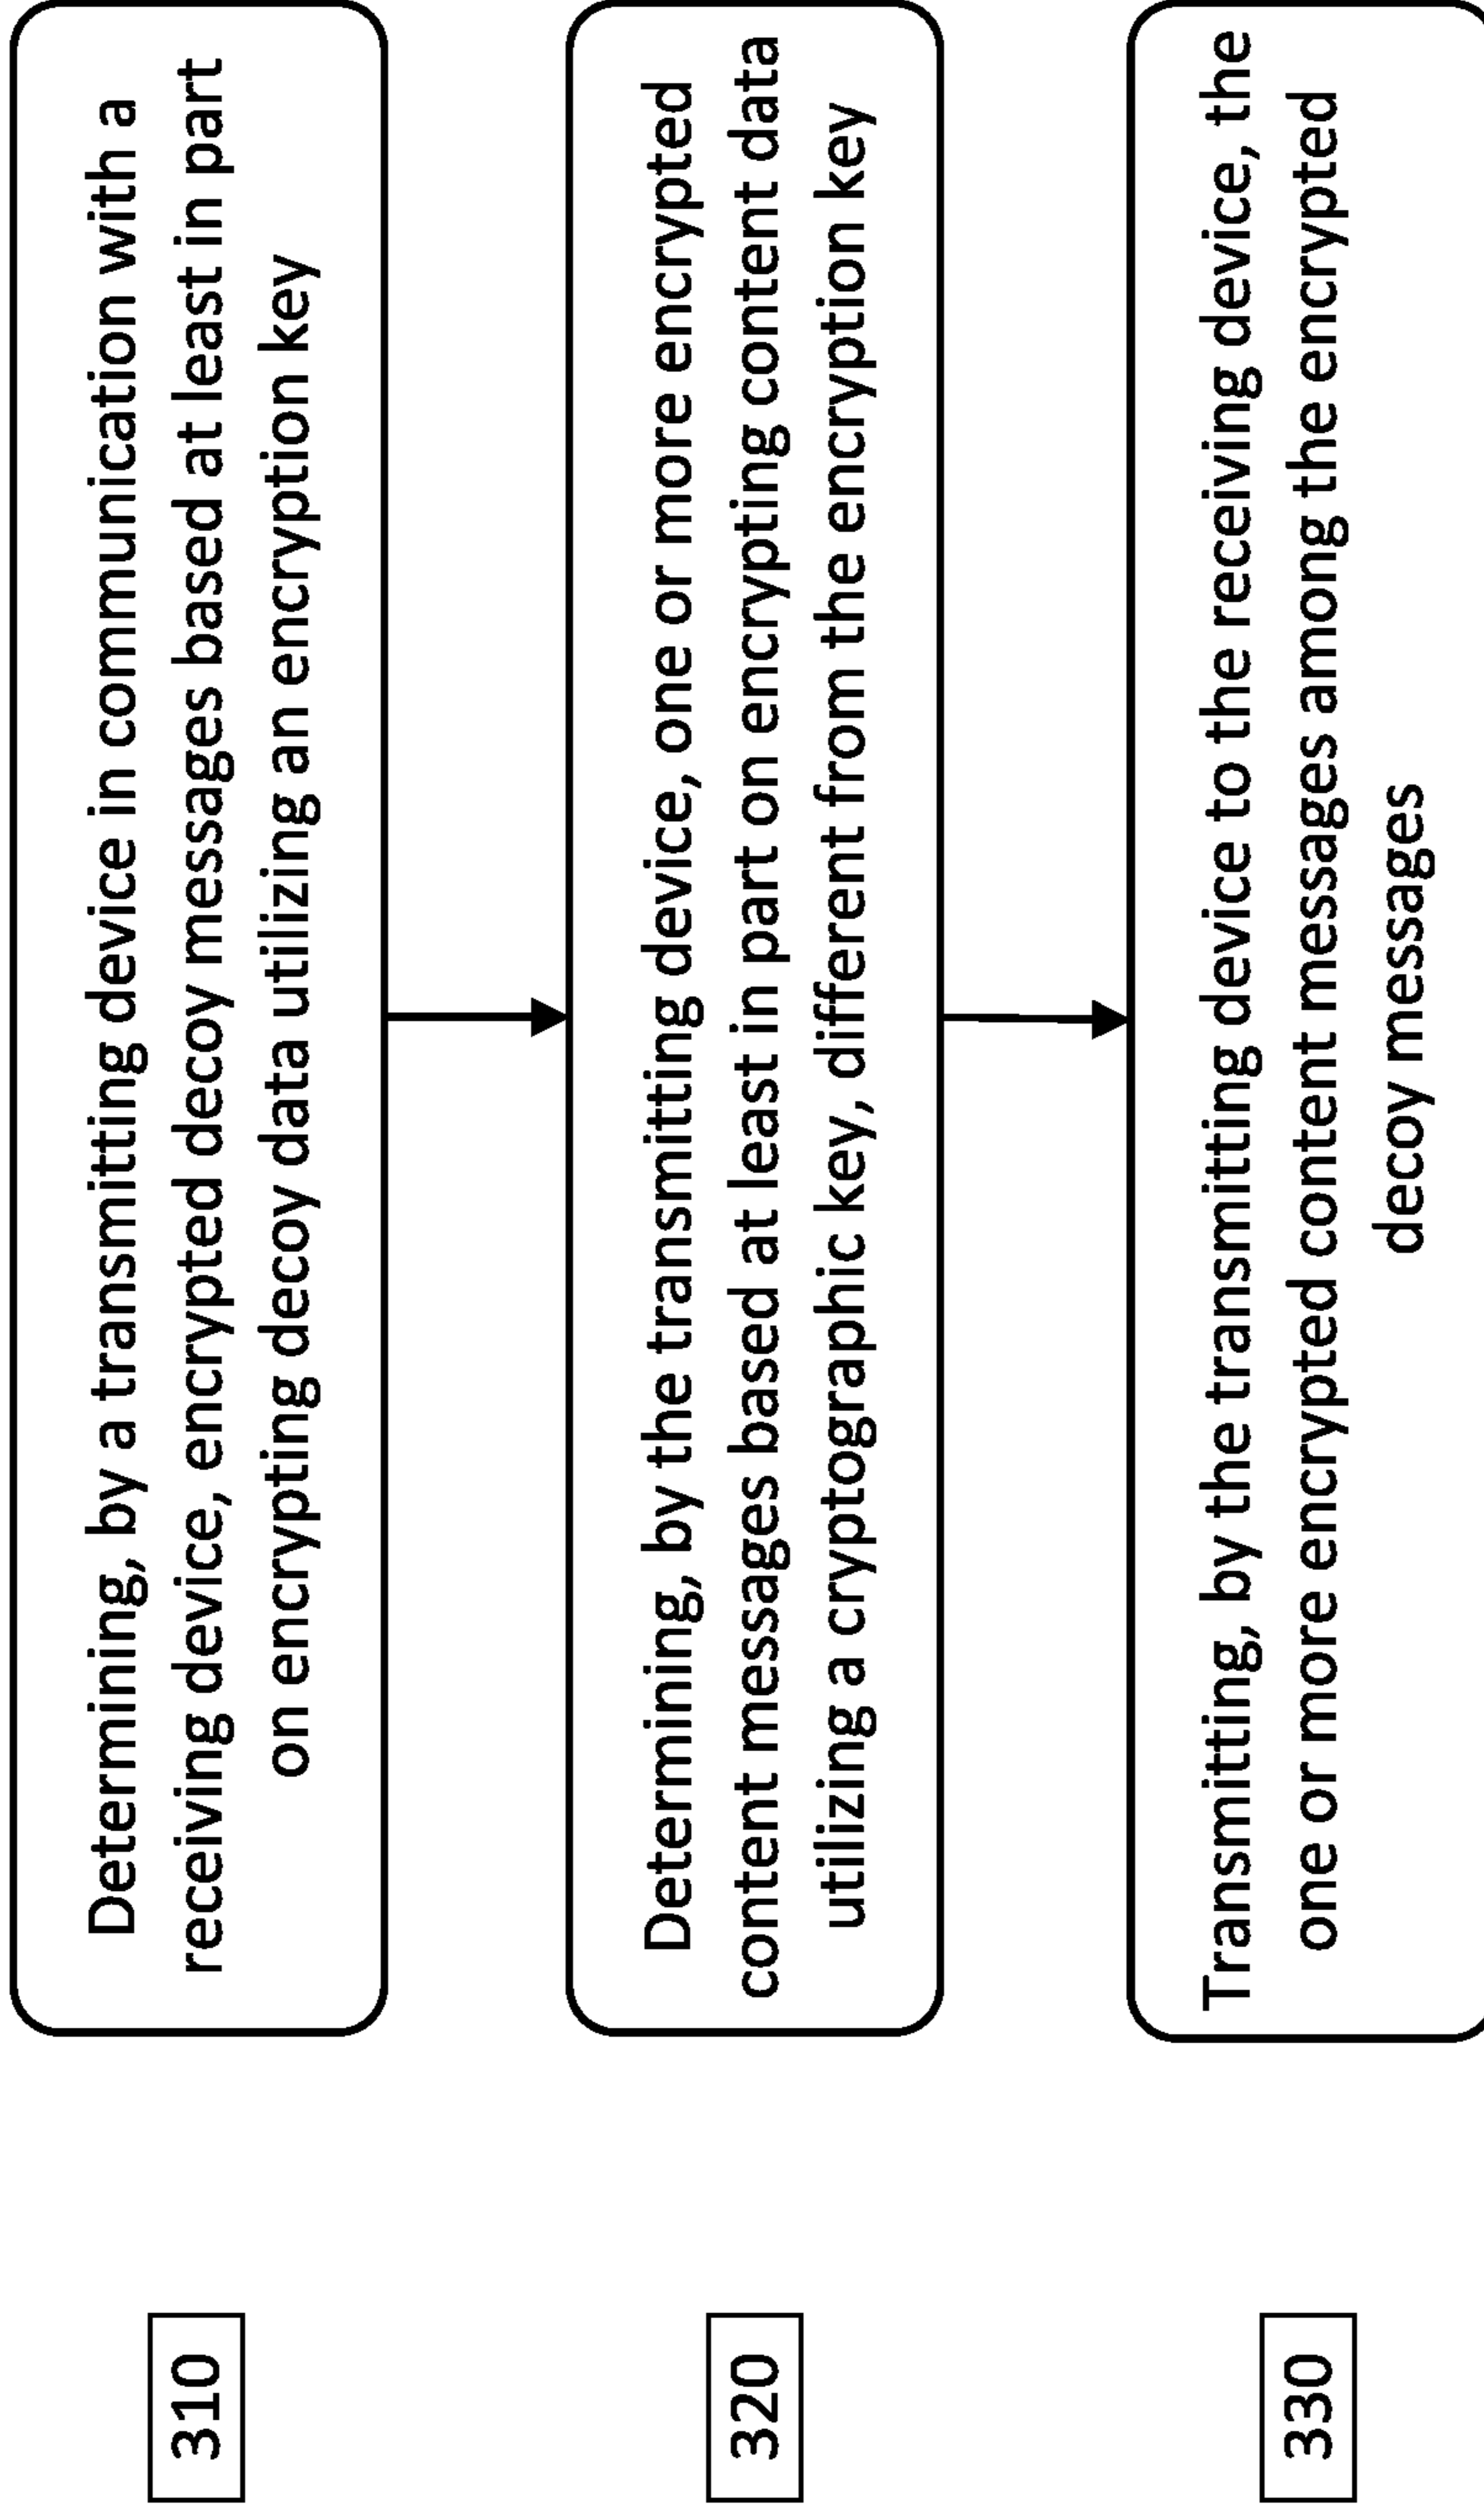 310
Determining, by a transmitting device in communication with a
receiving device, encrypted decoy messages based at least in part
on encrypting decoy data utilizing an encryption key
320
Determining, by the transmitting device, one or more encrypted
content messages based at least in part on encrypting content data
utilizing a cryptographic key, different from the encryption key
330
Transmitting, by the transmitting device to the receiving device, the
one or more encrypted content messages among the encrypted
decoy messages